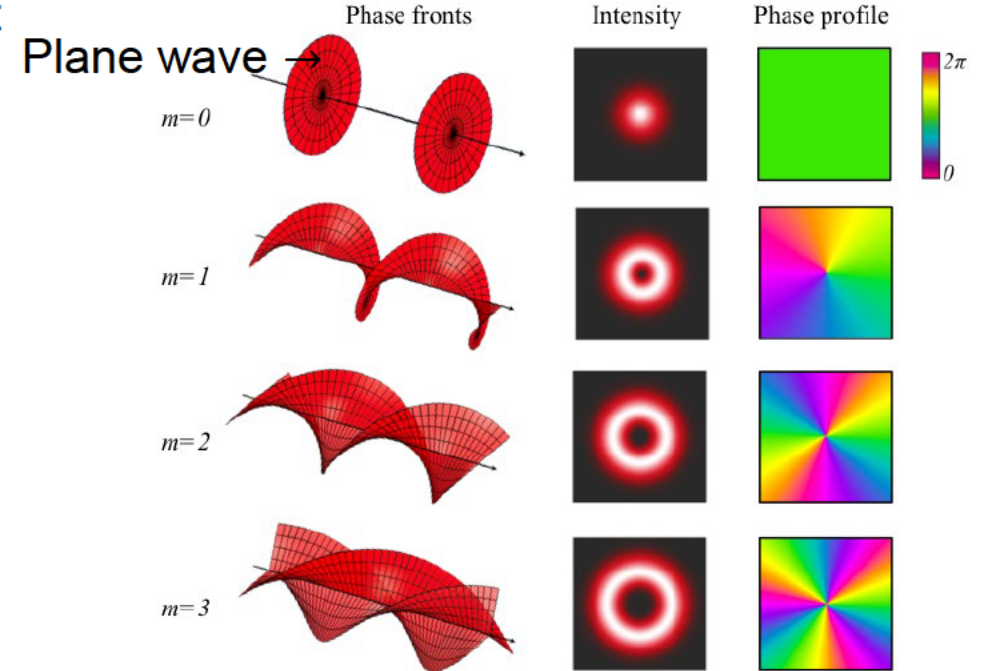 Phase fronts Intensity Phase profile
Plane wave →
2π
m=0
0
m=1
m=2
m=3